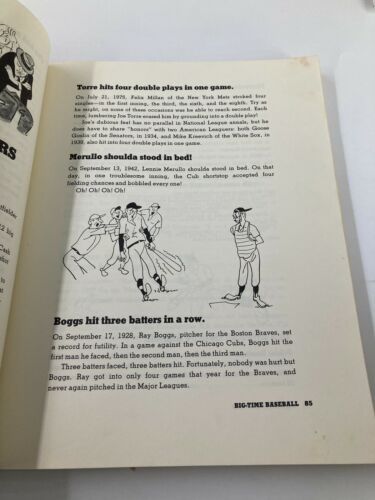 Torre hits four double plays in one game.
On July 21, 1975, Felix Millan of the New York Mets stroked four
singles—in the first inning, the third, the sixth, and the eighth. Try as
he might, on none of these occasions was he able to reach second. Each
time, lumbering Joe Torre erased him by grounding into a double play!
Joe's dubious feat has no parallel in National League annals, but he
does have to share "honors" with two American Leaguers: both Goose
Goslin of the Senators, in 1934, and Mike Kreevich of the White Sox, in
1939, also hit into four double plays in one game.
Merullo shoulda stood in bed!
On September 13, 1942, Lennie Merullo shoulda stood in bed. On that
day, in one troublesome inning, the Cub shortstop accepted four
fielding chances and bobbled every one!
Oh! Oh! Oh! Oh!
Boggs hit three batters in a row.
On September 17, 1928, Ray Boggs, pitcher for the Boston Braves, set
a record for futility. In a game against the Chicago Cubs, Boggs hit the
first man he faced, then the second man, then the third man.
Three batters faced, three batters hit. Fortunately, nobody was hurt but
Boggs. Ray got into only four games that year for the Braves, and
never again pitched in the Major Leagues.
BIG-TIME BASEBALL 85
RS